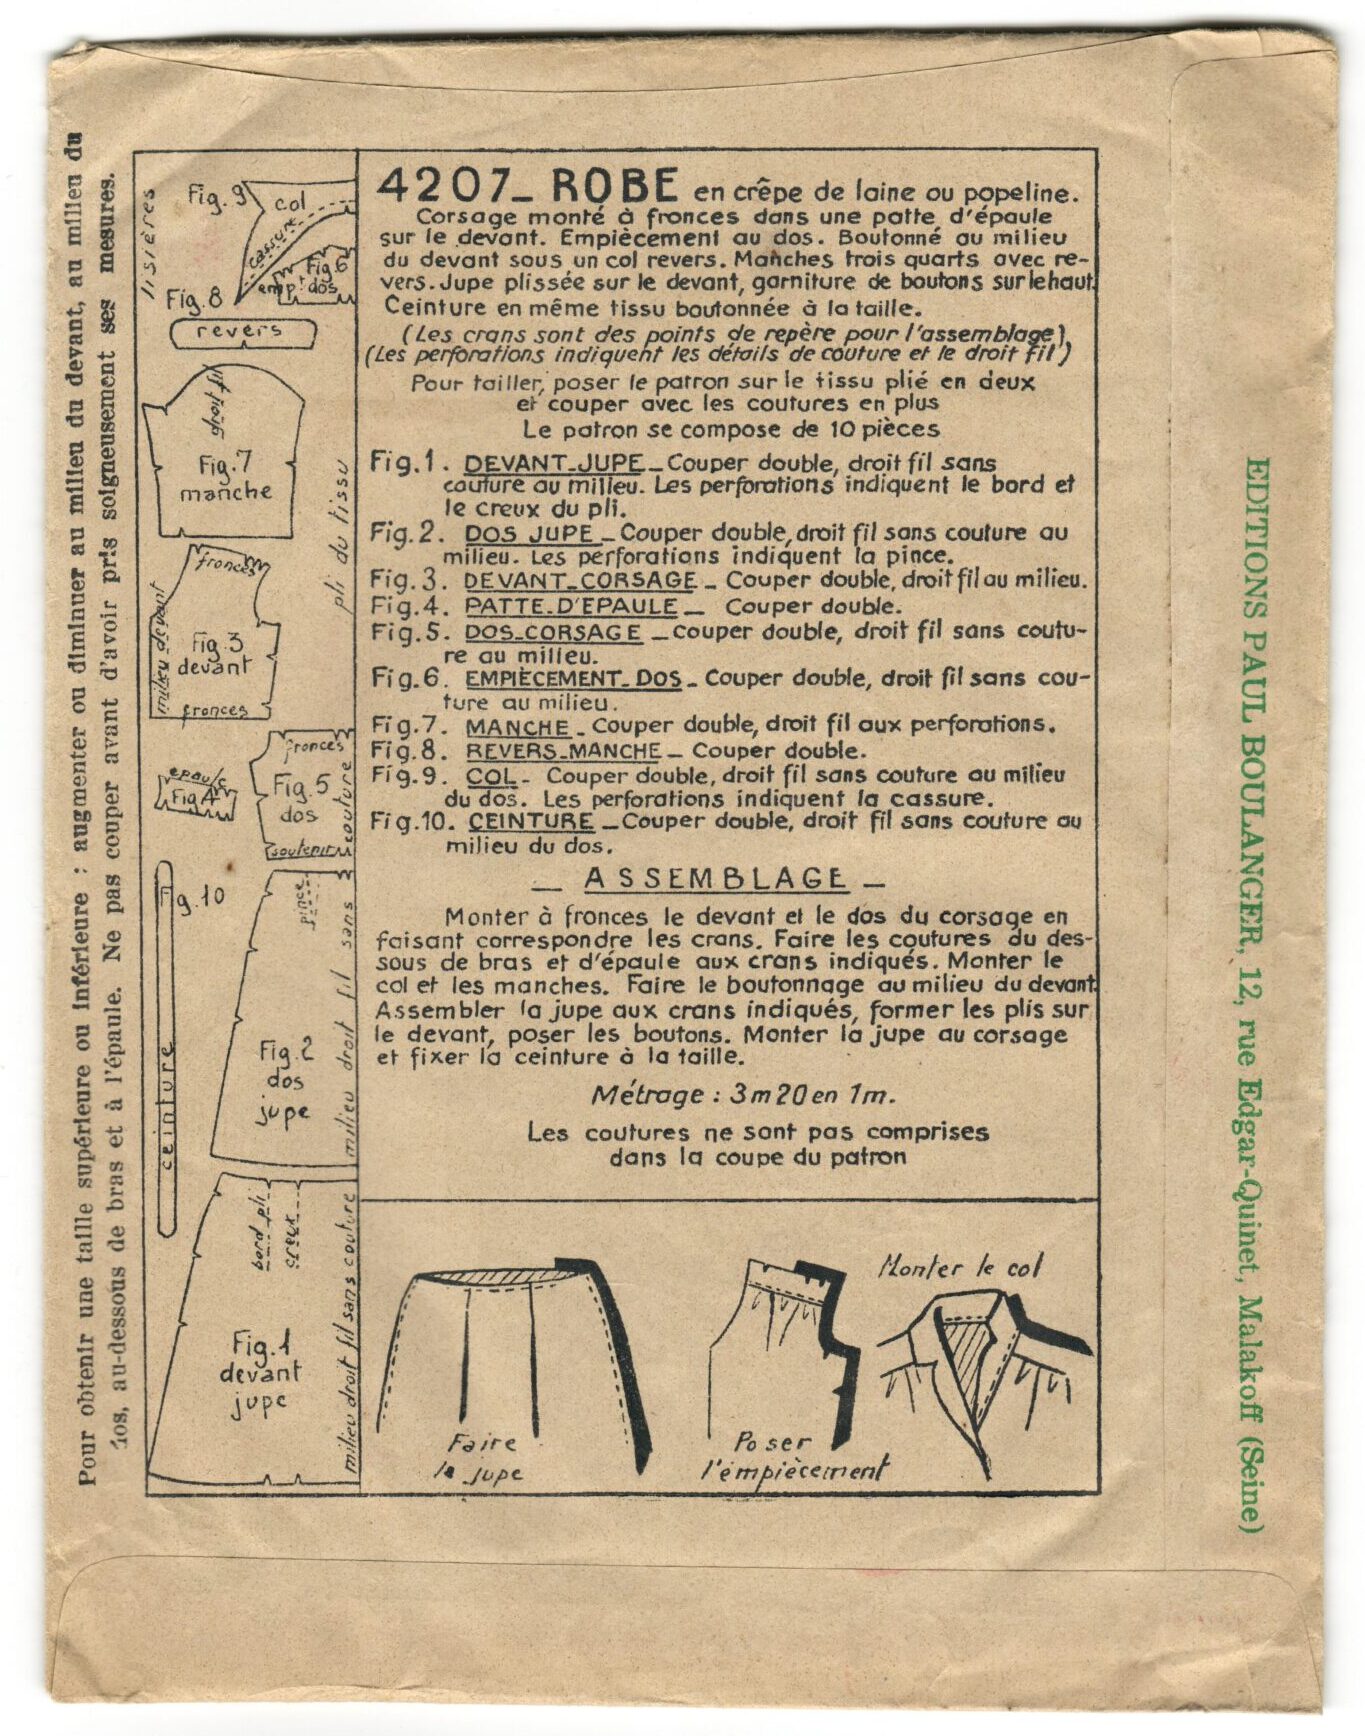 Pour obtenir une taille supérieure ou inférieure : augmenter ou diminuer au milieu du devant, au milieu du
dos, au-dessous de bras et à l'épaule. Ne pas couper avant d'avoir pris soigneusement ses mesures.
lisières
Fig. 9
col
cassure
Fig 6
emp.t dos
Fig. 8
revers
droit fil
Fig. 7
manche
pli du tissu
fronces
milieu devant
Fig. 3
devant
fronces
fronces
épaule
Fig 4
Fig. 5
dos
soutenir
couture
Fig. 10
ceinture
pince
Fig. 2
dos
jupe
milieu droit fil sans
bord pli
creux
Fig. 1
devant
jupe
milieu droit fil sans couture
4207_ ROBE en crêpe de laine ou popeline.
Corsage monté à fronces dans une patte d'épaule
sur le devant. Empiècement au dos. Boutonné au milieu
du devant sous un col revers. Manches trois quarts avec re-
vers. Jupe plissée sur le devant, garniture de boutons sur le haut.
Ceinture en même tissu boutonnée à la taille.
(Les crans sont des points de repère pour l'assemblage)
(Les perforations indiquent les détails de couture et le droit fil)
Pour tailler, poser le patron sur le tissu plié en deux
et couper avec les coutures en plus
Le patron se compose de 10 pièces
Fig.1. DEVANT_JUPE_ Couper double, droit fil sans
couture au milieu. Les perforations indiquent le bord et
le creux du pli.
Fig.2. DOS JUPE _ Couper double, droit fil sans couture au
milieu. Les perforations indiquent la pince.
Fig.3. DEVANT_CORSAGE _ Couper double, droit fil au milieu.
Fig.4. PATTE_D'EPAULE _ Couper double.
Fig.5. DOS_CORSAGE _ Couper double, droit fil sans coutu-
re au milieu.
Fig.6. EMPIÈCEMENT_DOS _ Couper double, droit fil sans cou-
ture au milieu.
Fig.7. MANCHE _ Couper double, droit fil aux perforations.
Fig.8. REVERS_MANCHE _ Couper double.
Fig.9. COL _ Couper double, droit fil sans couture au milieu
du dos. Les perforations indiquent la cassure.
Fig.10. CEINTURE _ Couper double, droit fil sans couture au
milieu du dos.
_ ASSEMBLAGE _
Monter à fronces le devant et le dos du corsage en
faisant correspondre les crans. Faire les coutures du des-
sous de bras et d'épaule aux crans indiqués. Monter le
col et les manches. Faire le boutonnage au milieu du devant.
Assembler la jupe aux crans indiqués, former les plis sur
le devant, poser les boutons. Monter la jupe au corsage
et fixer la ceinture à la taille.
Métrage : 3m20 en 1m.
Les coutures ne sont pas comprises
dans la coupe du patron
Faire
la jupe
Poser
l'empiècement
Monter le col
EDITIONS PAUL BOULANGER, 12, rue Edgar-Quinet, Malakoff (Seine)